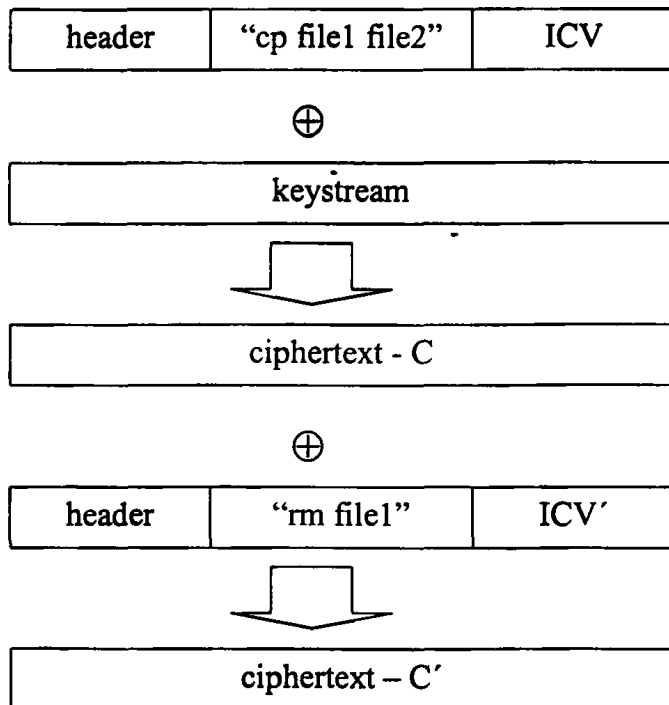 header “cp file1 file2” ICV
⊕
keystream
ciphertext - C
⊕
header “rm file1” ICV´
ciphertext – C´